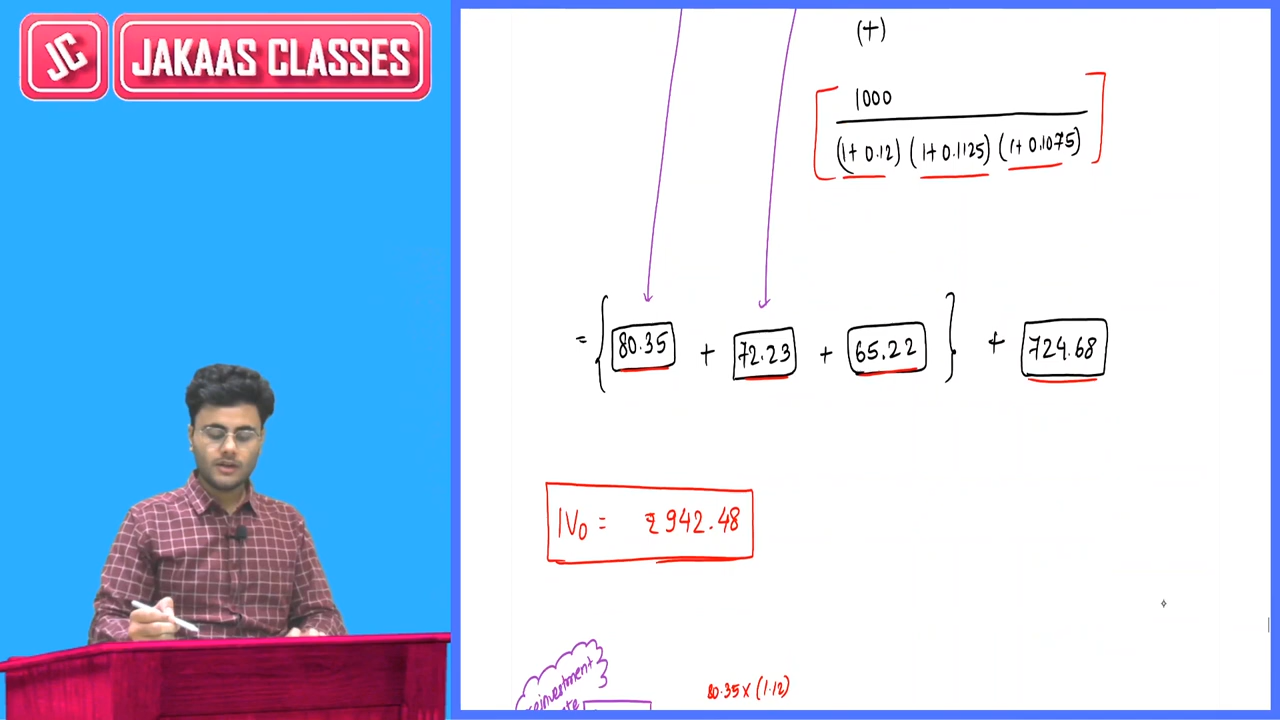 JC JAKAAS CLASSES
(+)
1000
(1+ 0.12) (1+0.1125) (1+0.1075)
= { 80.35 + 72.23 + 65.22 } + 724.68
IV0 = ₹942.48
einvestment
80.35 x (1.12)